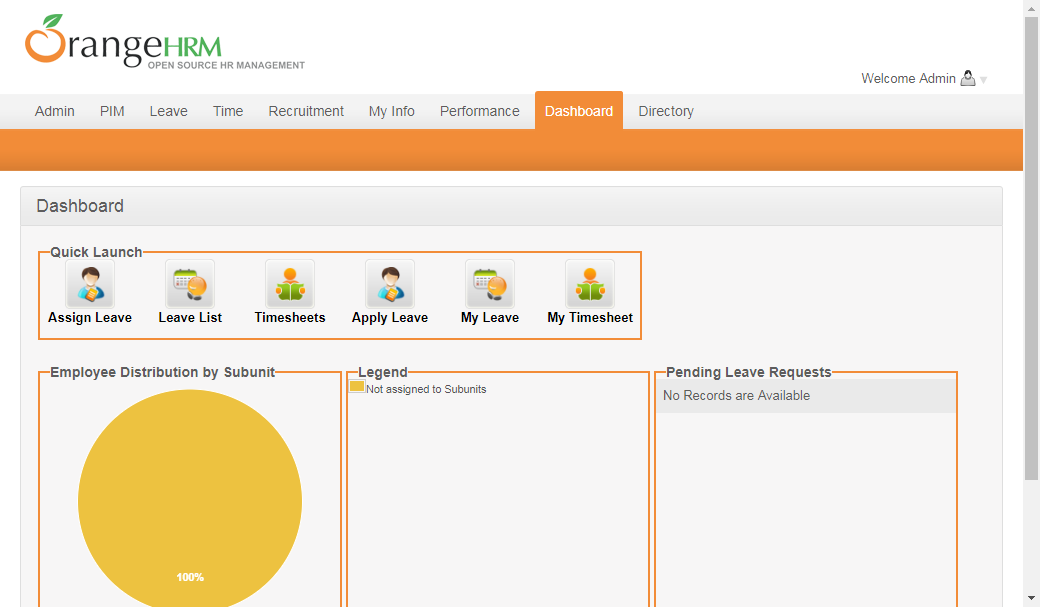 OrangeHRM
OPEN SOURCE HR MANAGEMENT
Welcome Admin
Admin PIM Leave Time Recruitment My Info Performance Dashboard Directory
Dashboard
Quick Launch
Assign Leave Leave List Timesheets Apply Leave My Leave My Timesheet
Employee Distribution by Subunit Legend Pending Leave Requests
Not assigned to Subunits
No Records are Available
100%